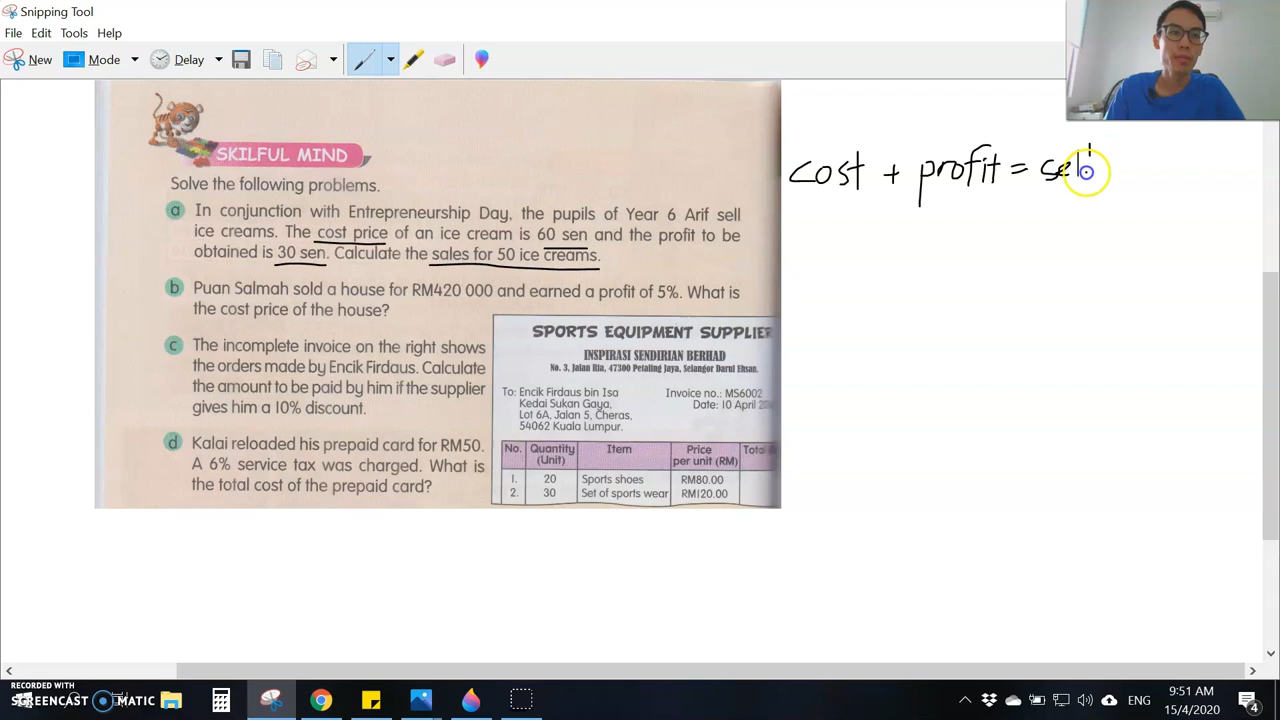 Snipping Tool
File Edit Tools Help
New Mode Delay
SKILFUL MIND
Solve the following problems.
a In conjunction with Entrepreneurship Day, the pupils of Year 6 Arif sell
ice creams. The cost price of an ice cream is 60 sen and the profit to be
obtained is 30 sen. Calculate the sales for 50 ice creams.
b Puan Salmah sold a house for RM420 000 and earned a profit of 5%. What is
the cost price of the house?
c The incomplete invoice on the right shows
the orders made by Encik Firdaus. Calculate
the amount to be paid by him if the supplier
gives him a 10% discount.
d Kalai reloaded his prepaid card for RM50.
A 6% service tax was charged. What is
the total cost of the prepaid card?
SPORTS EQUIPMENT SUPPLIE
INSPIRASI SENDIRIAN BERHAD
No. 3, Jalan Ria, 47300 Petaling Jaya, Selangor Darul Ehsan.
To: Encik Firdaus bin Isa Invoice no.: MS6002
Kedai Sukan Gaya, Date: 10 April
Lot 6A, Jalan 5, Cheras,
54062 Kuala Lumpur.
No. Quantity (Unit) Item Price per unit (RM) Total
1. 20 Sports shoes RM80.00
2. 30 Set of sports wear RM120.00
cost + profit = sel
RECORDED WITH
SCREENCAST MATIC
ENG
9:51 AM
15/4/2020
4